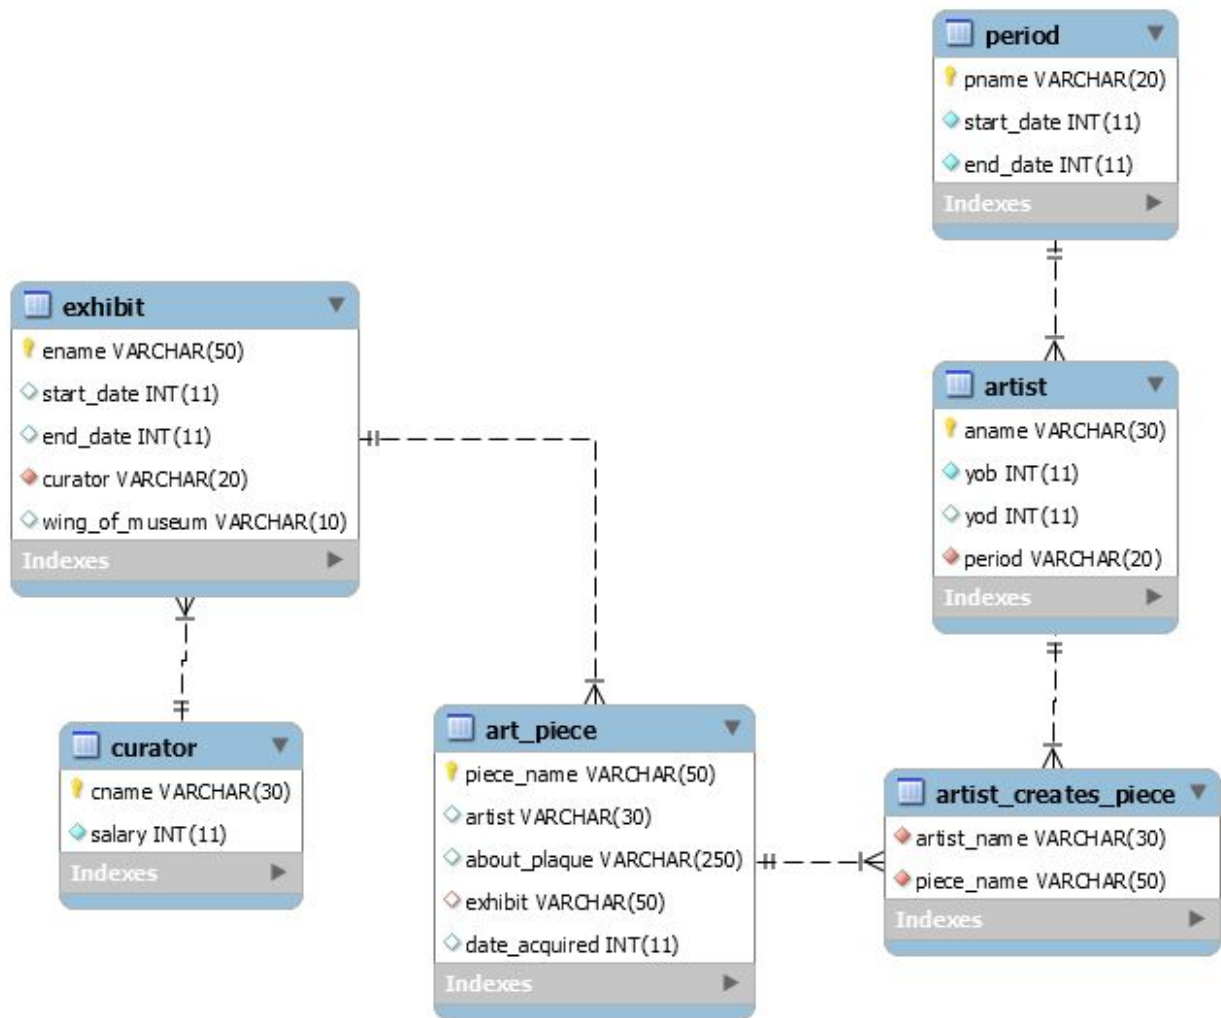 period
pname VARCHAR(20)
start_date INT(11)
end_date INT(11)
Indexes
exhibit
ename VARCHAR(50)
start_date INT(11)
end_date INT(11)
curator VARCHAR(20)
wing_of_museum VARCHAR(10)
Indexes
artist
aname VARCHAR(30)
yob INT(11)
yod INT(11)
period VARCHAR(20)
Indexes
curator
cname VARCHAR(30)
salary INT(11)
Indexes
art_piece
piece_name VARCHAR(50)
artist VARCHAR(30)
about_plaque VARCHAR(250)
exhibit VARCHAR(50)
date_acquired INT(11)
Indexes
artist_creates_piece
artist_name VARCHAR(30)
piece_name VARCHAR(50)
Indexes